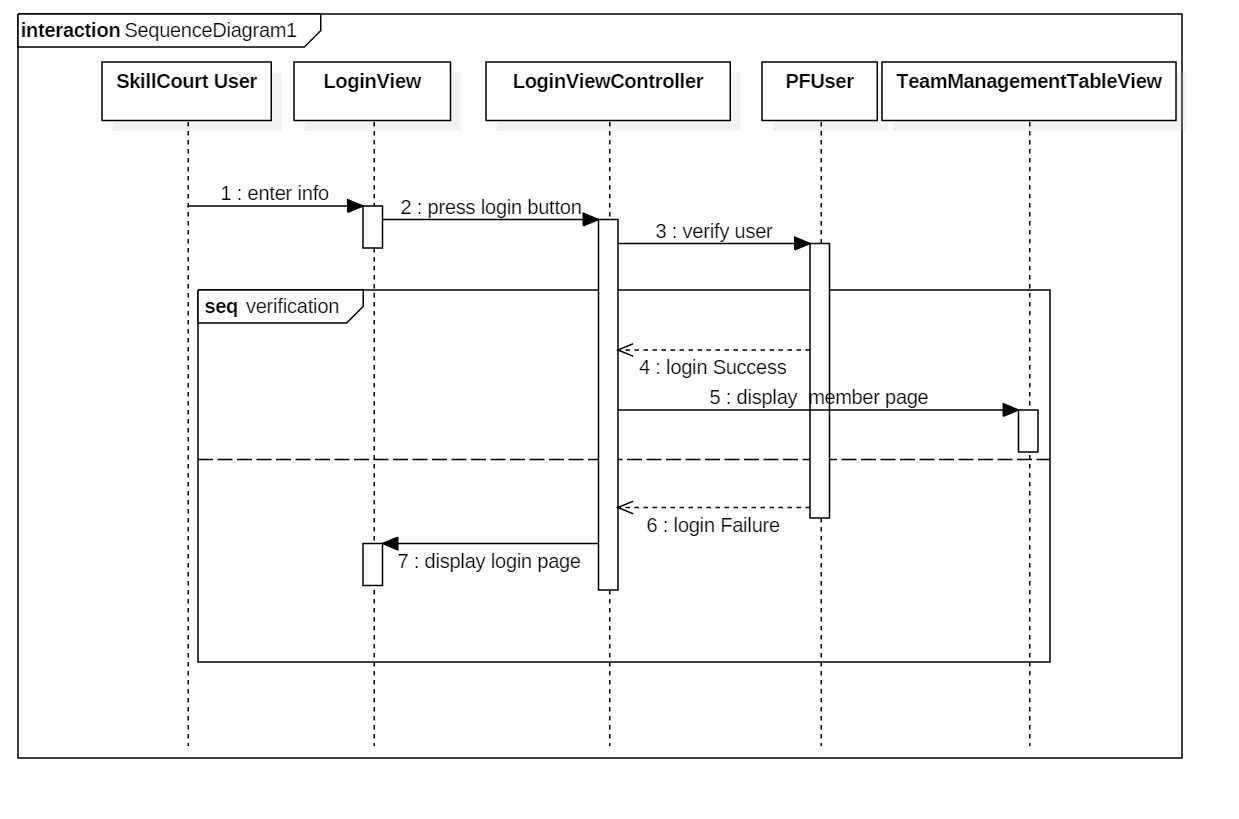 interaction SequenceDiagram1
SkillCourt User
LoginView
LoginViewController
PFUser
TeamManagementTableView
1 : enter info
2 : press login button
3 : verify user
seq verification
4 : login Success
5 : display member page
6 : login Failure
7 : display login page